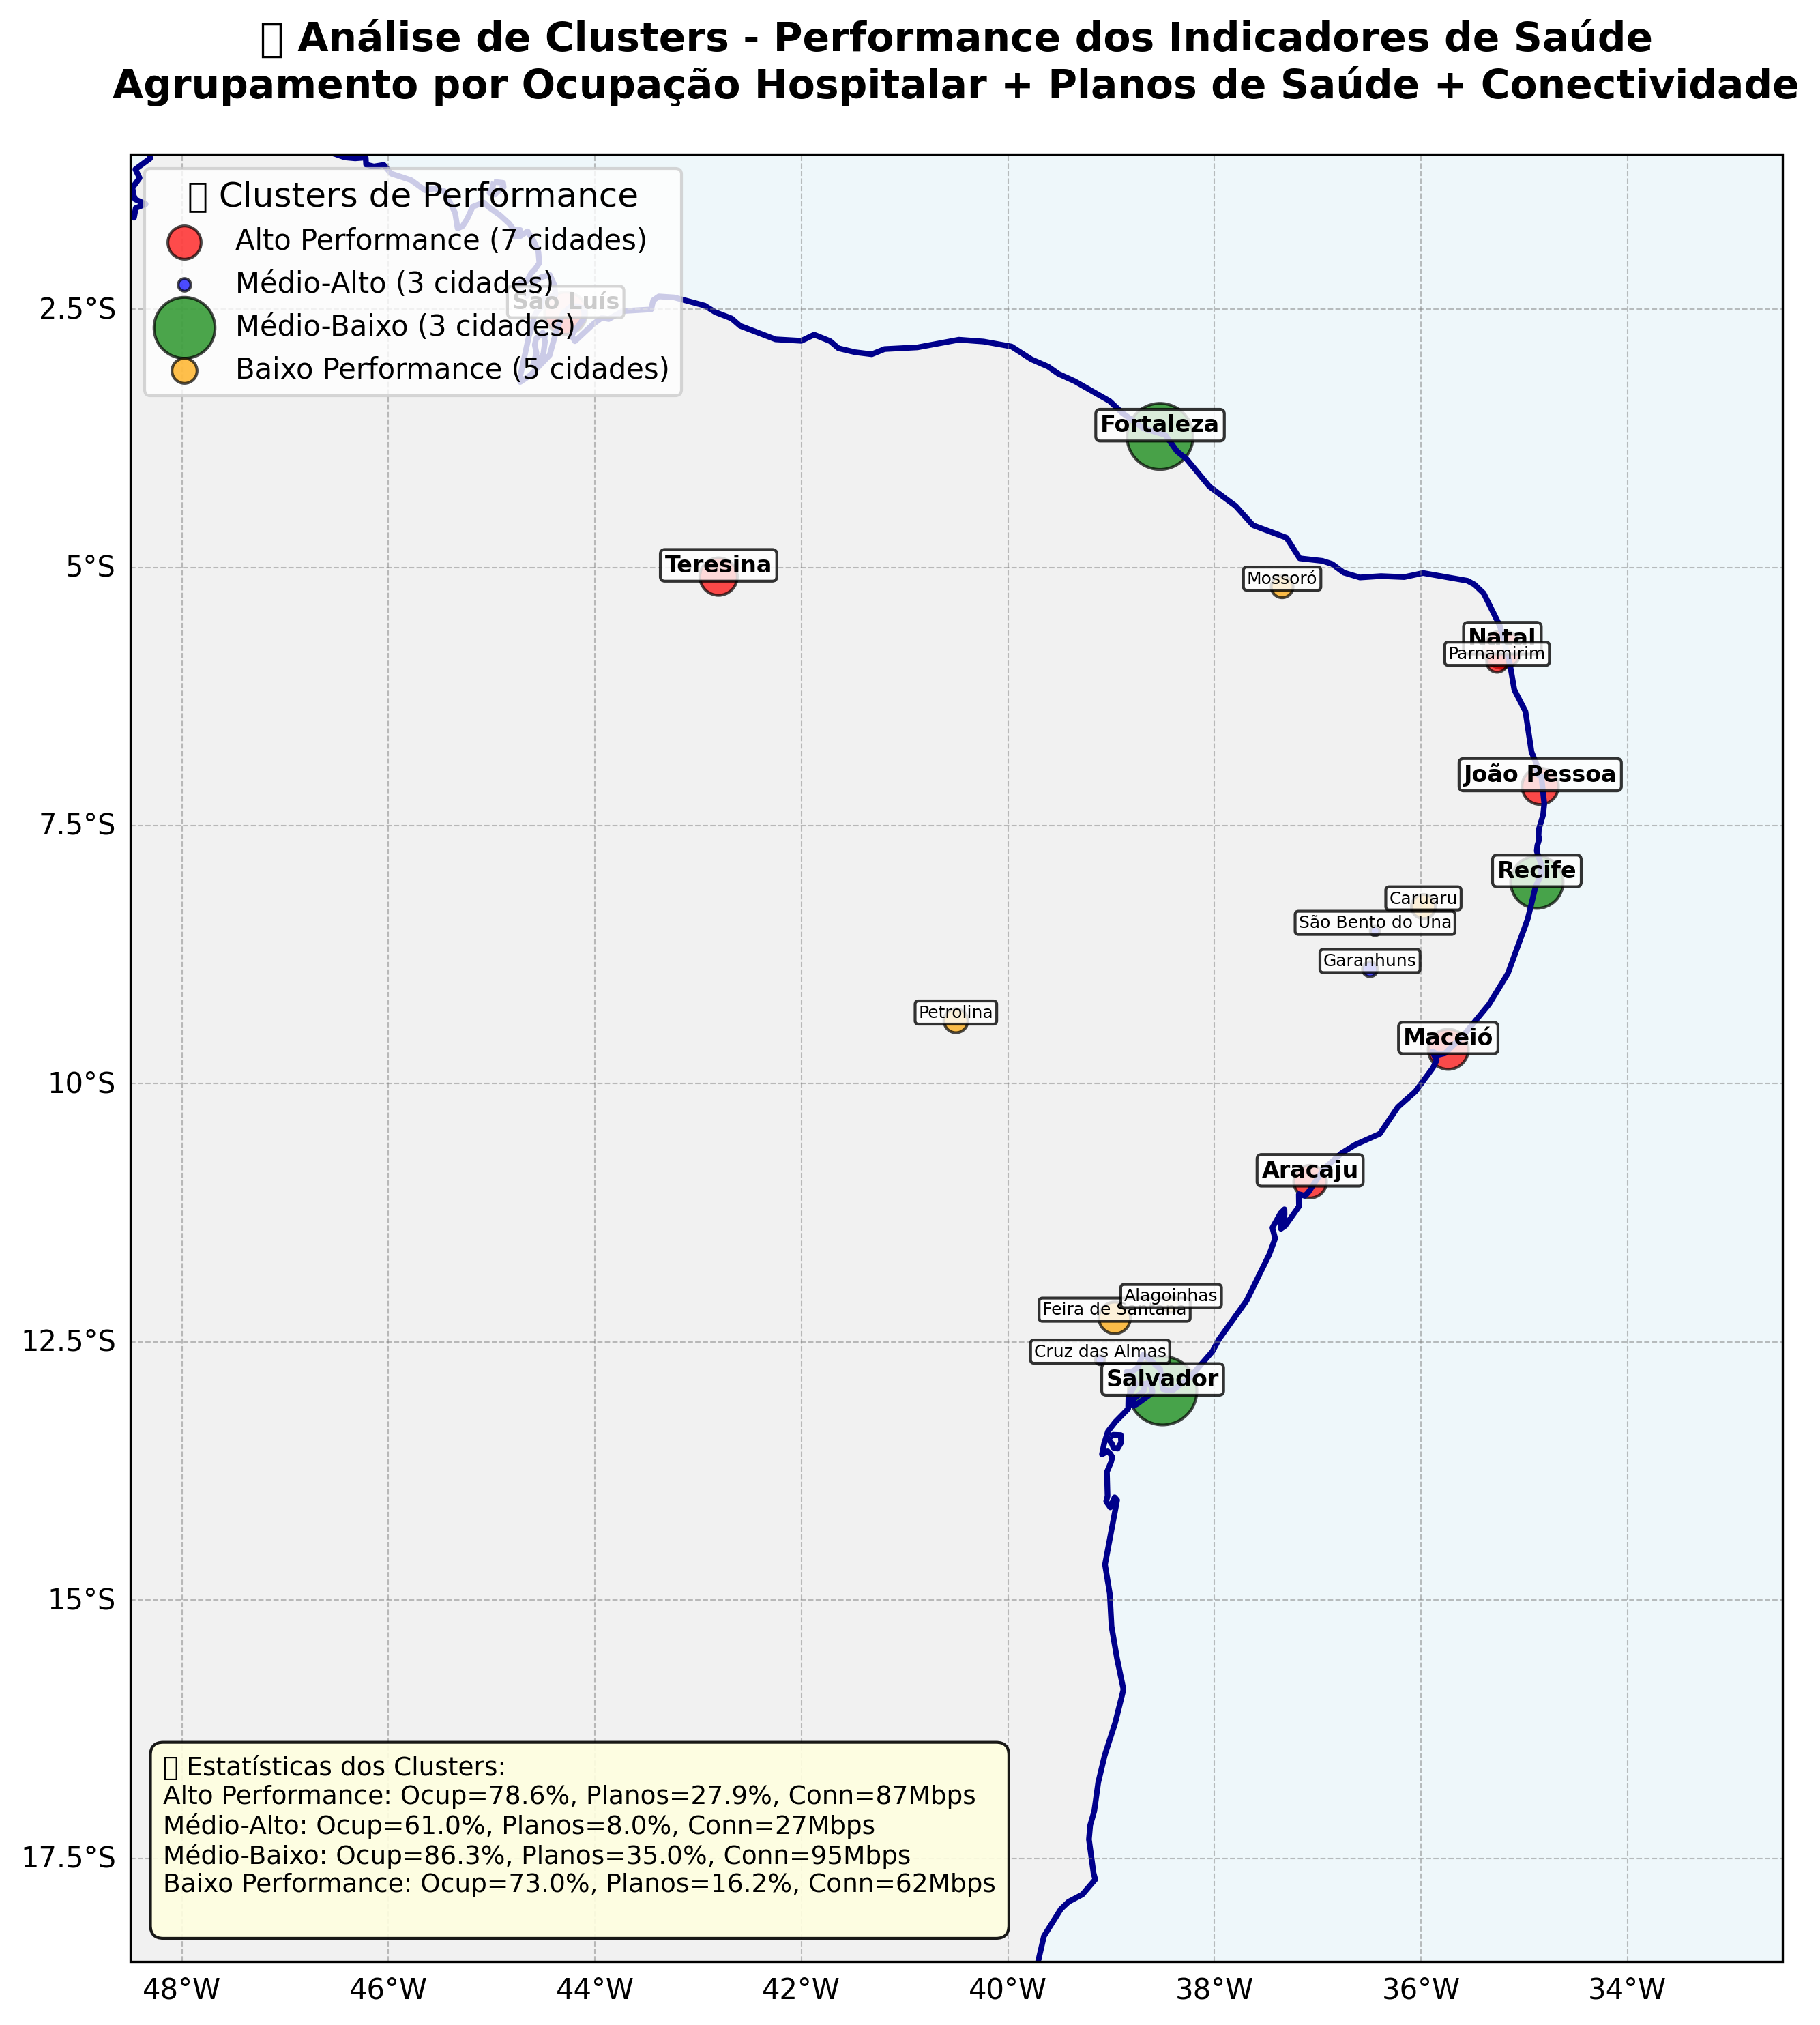 Análise de Clusters - Performance dos Indicadores de Saúde
Agrupamento por Ocupação Hospitalar + Planos de Saúde + Conectividade
Clusters de Performance
Alto Performance (7 cidades)
Médio-Alto (3 cidades)
Médio-Baixo (3 cidades)
Baixo Performance (5 cidades)
São Luís
Fortaleza
Teresina
Mossoró
Natal
Parnamirim
João Pessoa
Recife
Caruaru
São Bento do Una
Garanhuns
Petrolina
Maceió
Aracaju
Alagoinhas
Feira de Santana
Cruz das Almas
Salvador
2.5°S
5°S
7.5°S
10°S
12.5°S
15°S
17.5°S
Estatísticas dos Clusters:
Alto Performance: Ocup=78.6%, Planos=27.9%, Conn=87Mbps
Médio-Alto: Ocup=61.0%, Planos=8.0%, Conn=27Mbps
Médio-Baixo: Ocup=86.3%, Planos=35.0%, Conn=95Mbps
Baixo Performance: Ocup=73.0%, Planos=16.2%, Conn=62Mbps
48°W 46°W 44°W 42°W 40°W 38°W 36°W 34°W